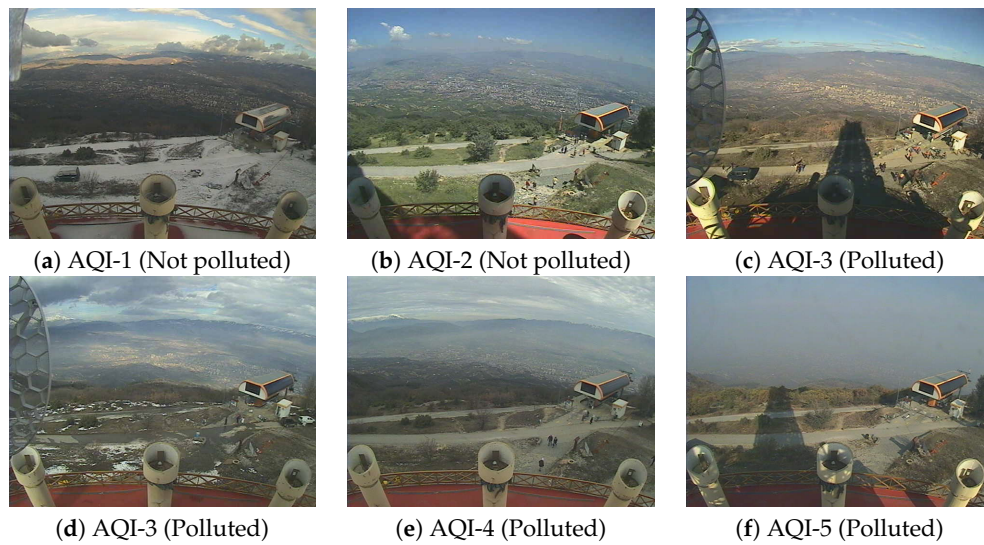 (a) AQI-1 (Not polluted)
(b) AQI-2 (Not polluted)
(c) AQI-3 (Polluted)
(d) AQI-3 (Polluted)
(e) AQI-4 (Polluted)
(f) AQI-5 (Polluted)